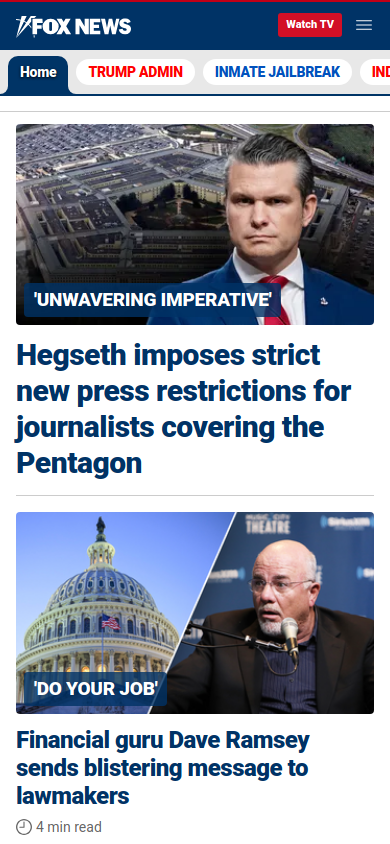 FOX NEWS
Watch TV
Home
TRUMP ADMIN
INMATE JAILBREAK
IND
'UNWAVERING IMPERATIVE'
Hegseth imposes strict
new press restrictions for
journalists covering the
Pentagon
MUSIC CITY
THEATRE
SiriusXM
'DO YOUR JOB'
Financial guru Dave Ramsey
sends blistering message to
lawmakers
4 min read